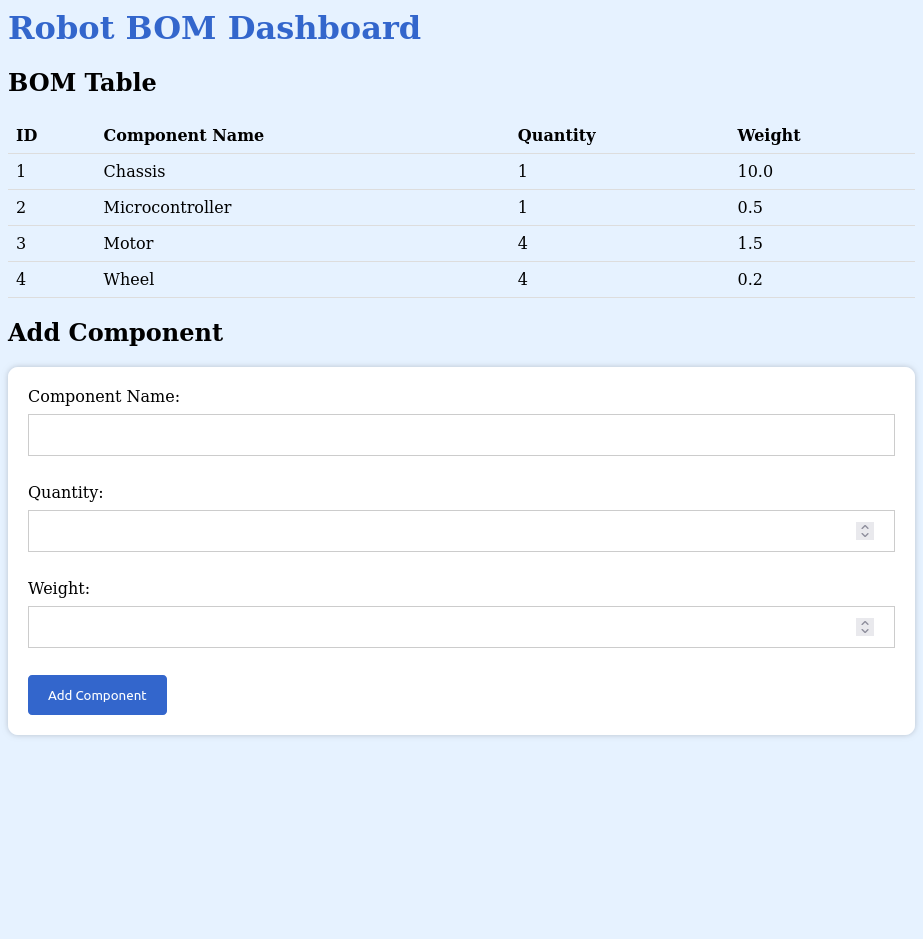 Robot BOM Dashboard
BOM Table
ID Component Name Quantity Weight
1 Chassis 1 10.0
2 Microcontroller 1 0.5
3 Motor 4 1.5
4 Wheel 4 0.2
Add Component
Component Name:
Quantity:
Weight:
Add Component